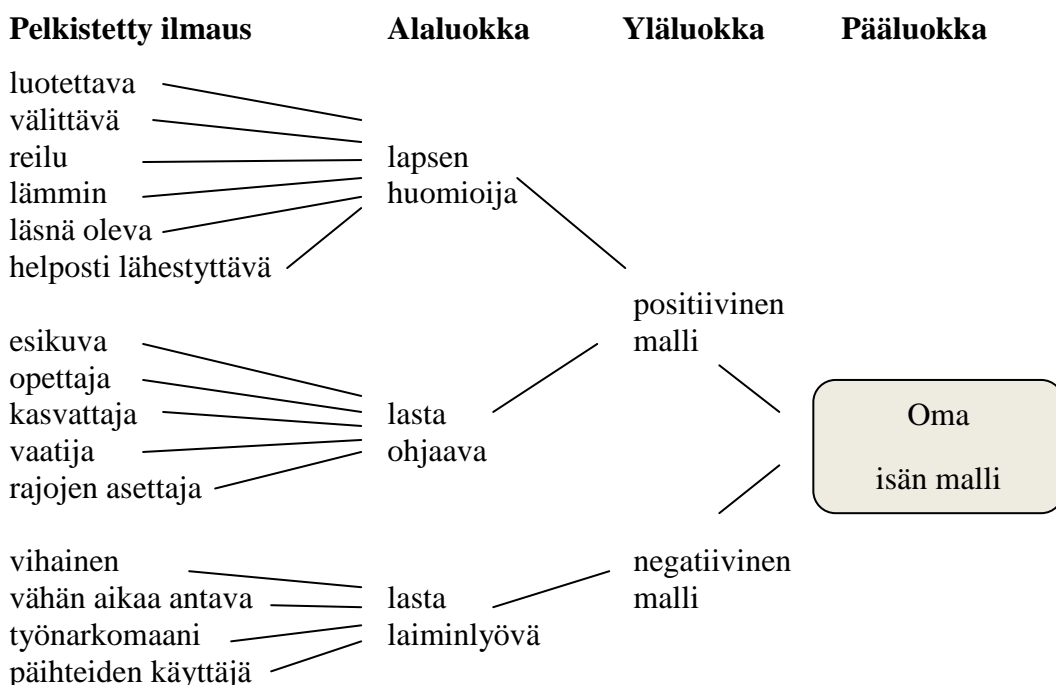 Pelkistetty ilmaus Alaluokka Yläluokka Pääluokka
luotettava
välittävä
reilu
lämmin
läsnä oleva
helposti lähestyttävä
lapsen
huomioija
esikuva
opettaja
kasvattaja
vaatija
rajojen asettaja
lasta
ohjaava
positiivinen
malli
vihainen
vähän aikaa antava
työnarkomaani
päihteiden käyttäjä
lasta
laiminlyövä
negatiivinen
malli
Oma
isän malli